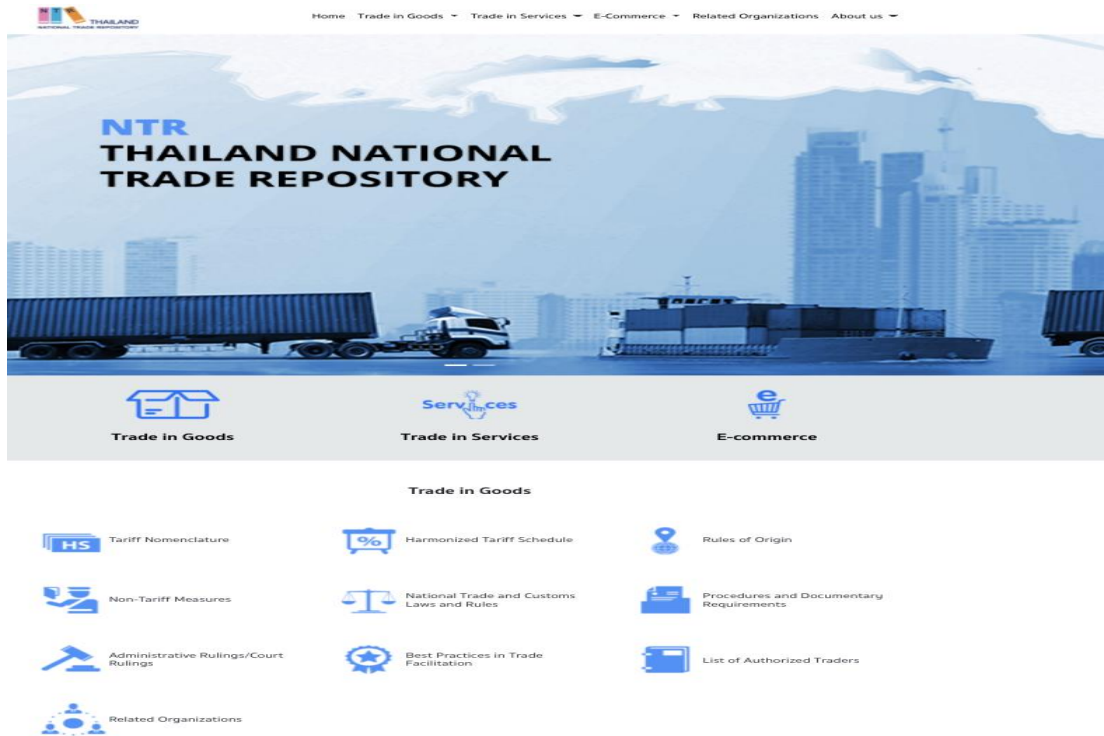 N T R
THAILAND
NATIONAL TRADE REPOSITORY
Home Trade in Goods Trade in Services E-Commerce Related Organizations About us
NTR
THAILAND NATIONAL
TRADE REPOSITORY
Services
e
Trade in Goods Trade in Services E-commerce
Trade in Goods
HS Tariff Nomenclature
% Harmonized Tariff Schedule
Rules of Origin
Non-Tariff Measures
National Trade and Customs
Laws and Rules
Procedures and Documentary
Requirements
Administrative Rulings/Court
Rulings
Best Practices in Trade
Facilitation
List of Authorized Traders
Related Organizations